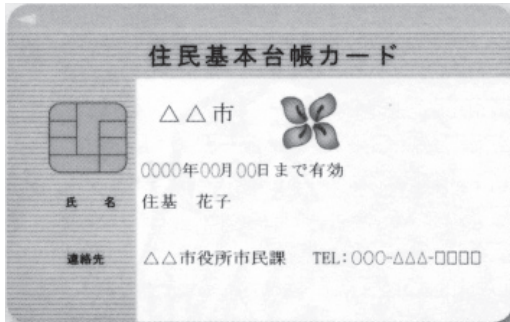 住民基本台帳カード
△△市
0000年00月00日まで有効
氏 名 住基 花子
連絡先 △△市役所市民課 TEL:○○○-△△△-□□□□